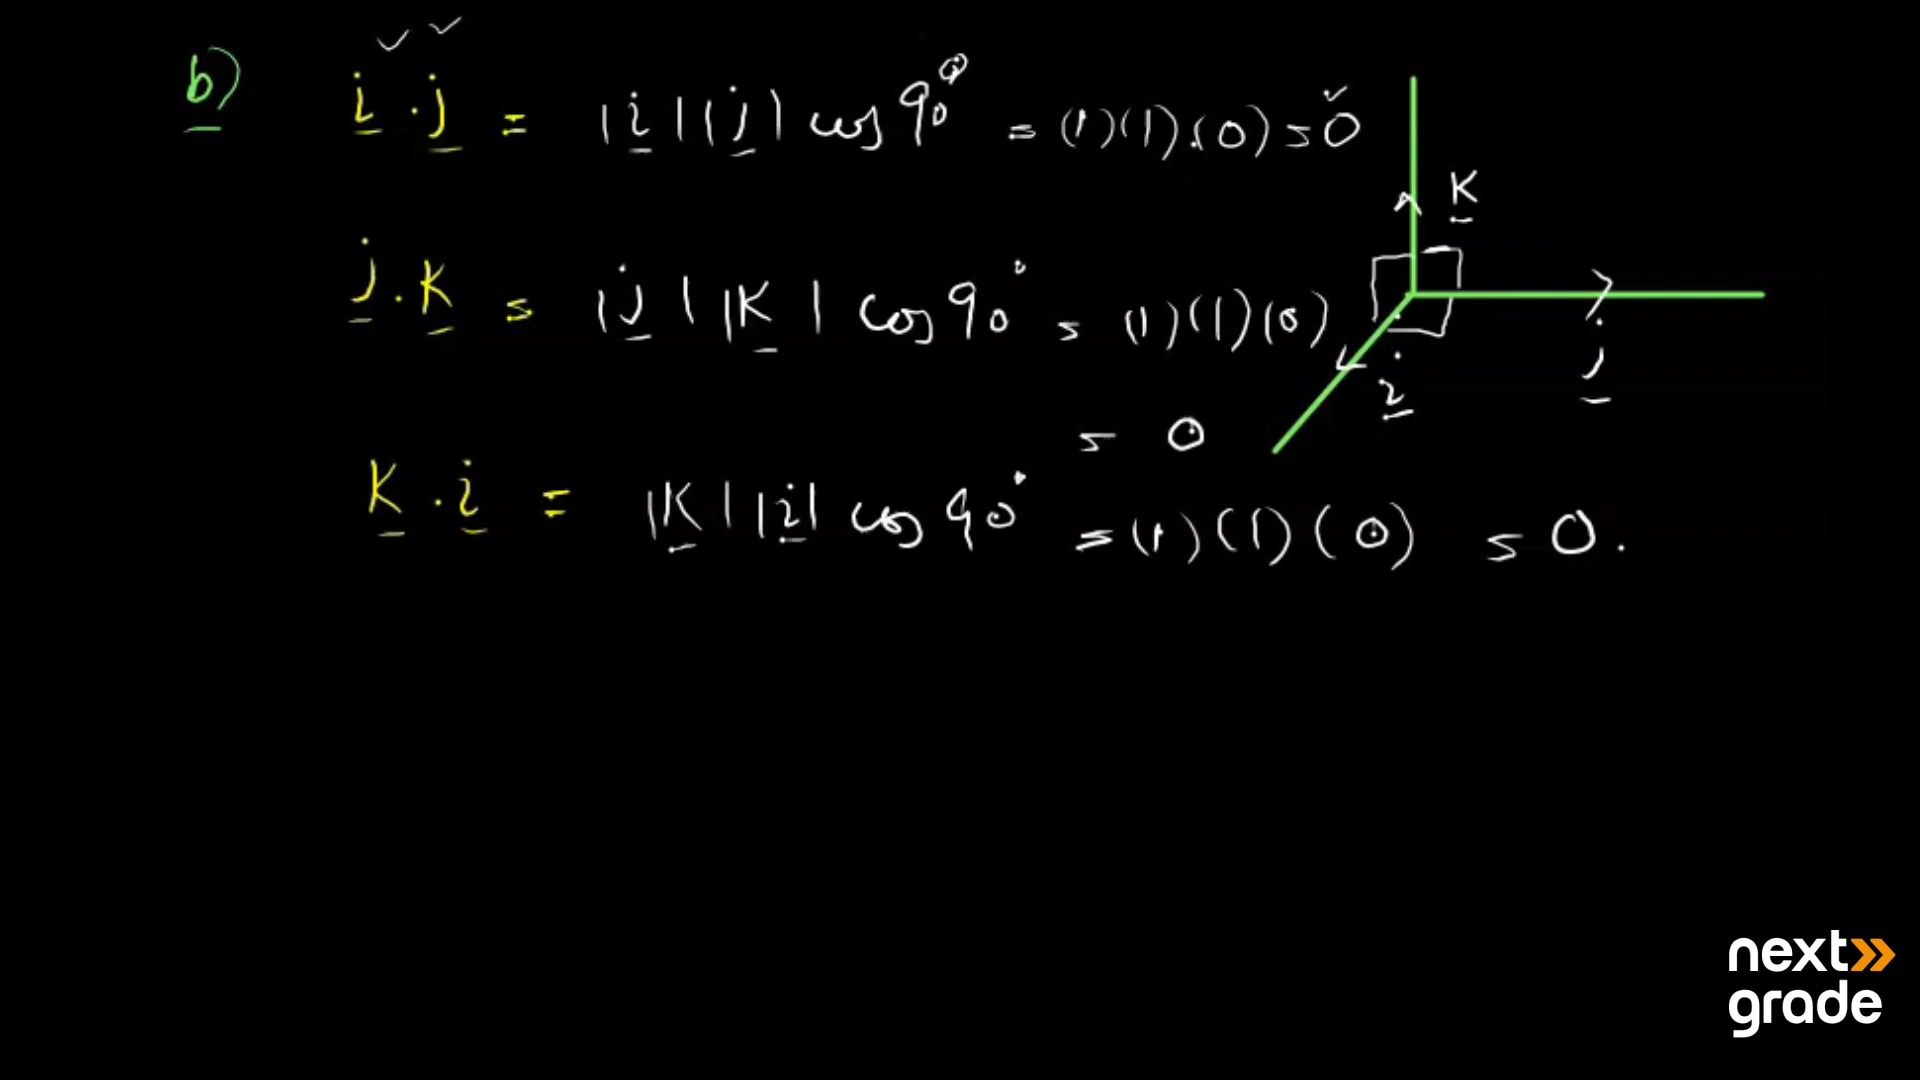 b) i . j = |i| |j| cos 90° = (1)(1).(0) = 0
K
j . K = |j| |K| cos 90° = (1)(1)(0)
i
j
= 0
K . i = |K| |i| cos 90° = (1)(1)(0) = 0.
next
grade